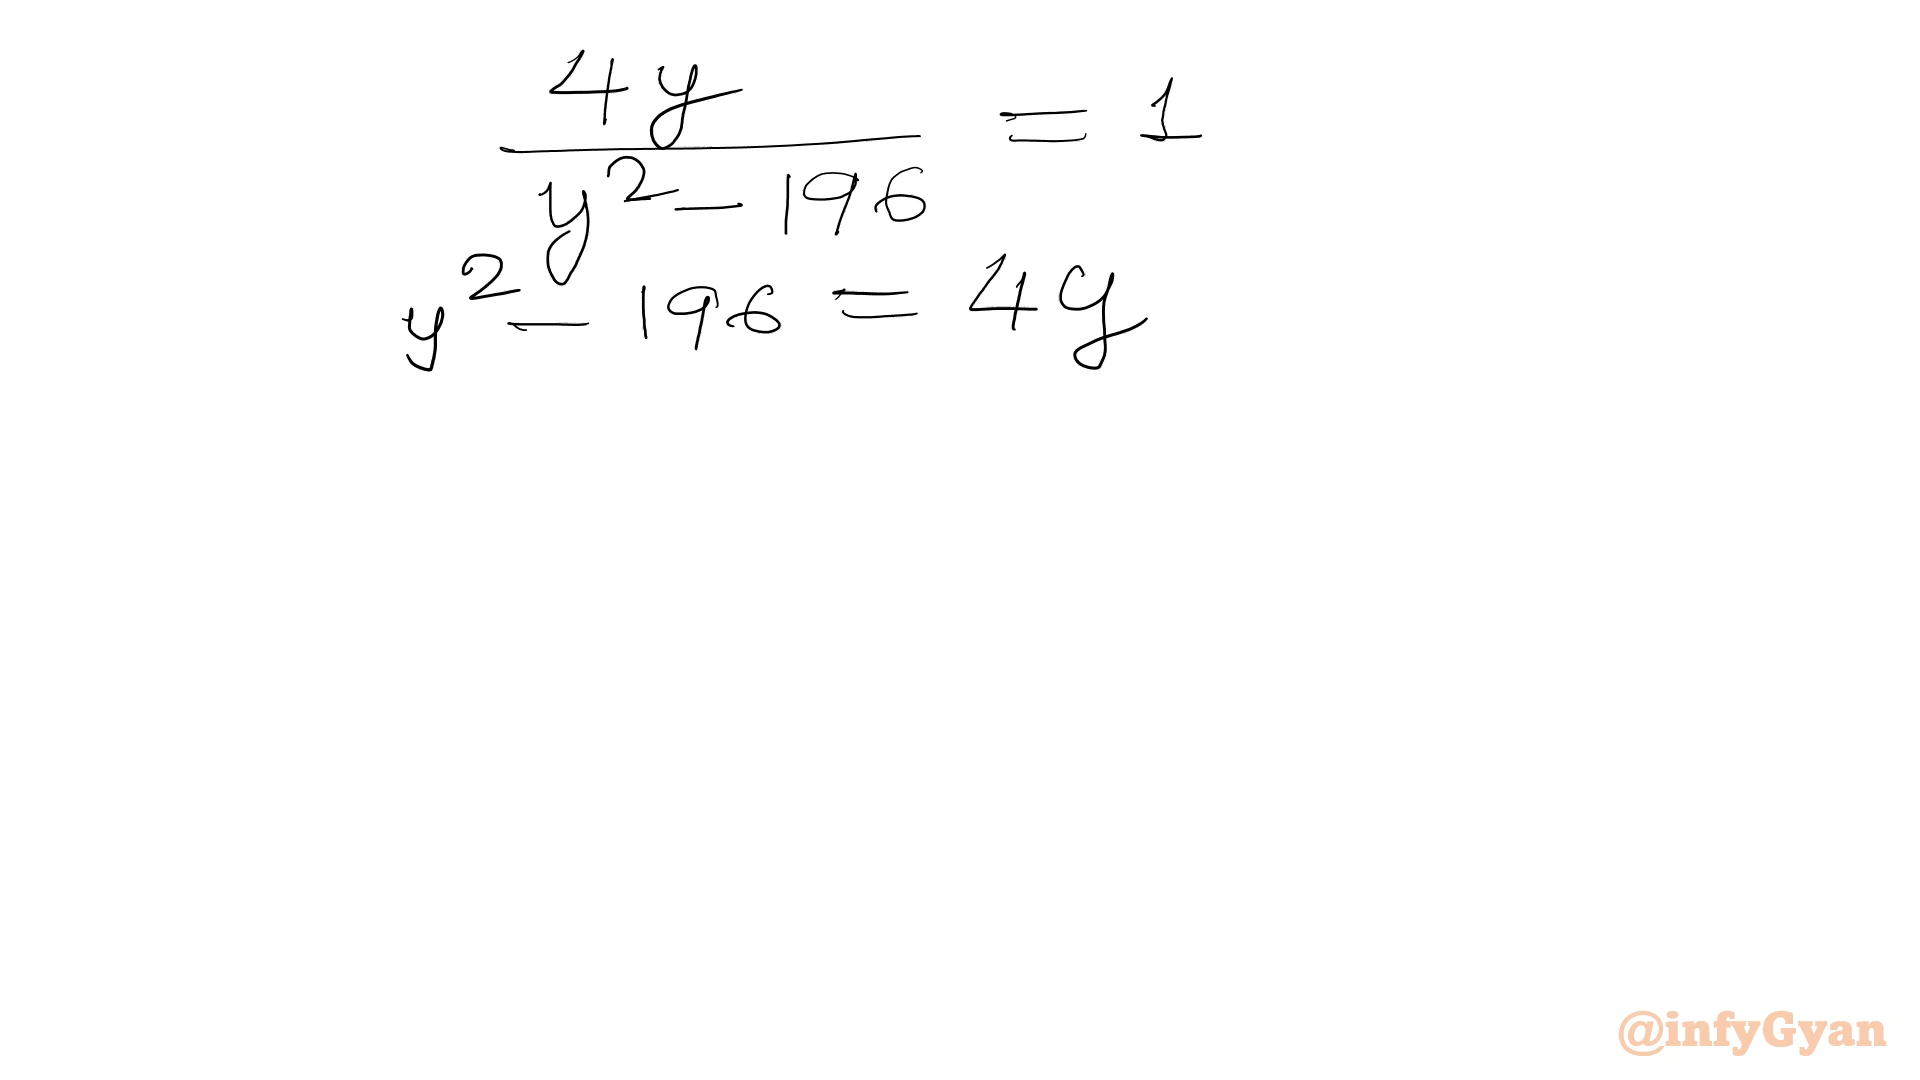 4y/(y² - 196) = 1
y² - 196 = 4y
@infyGyan